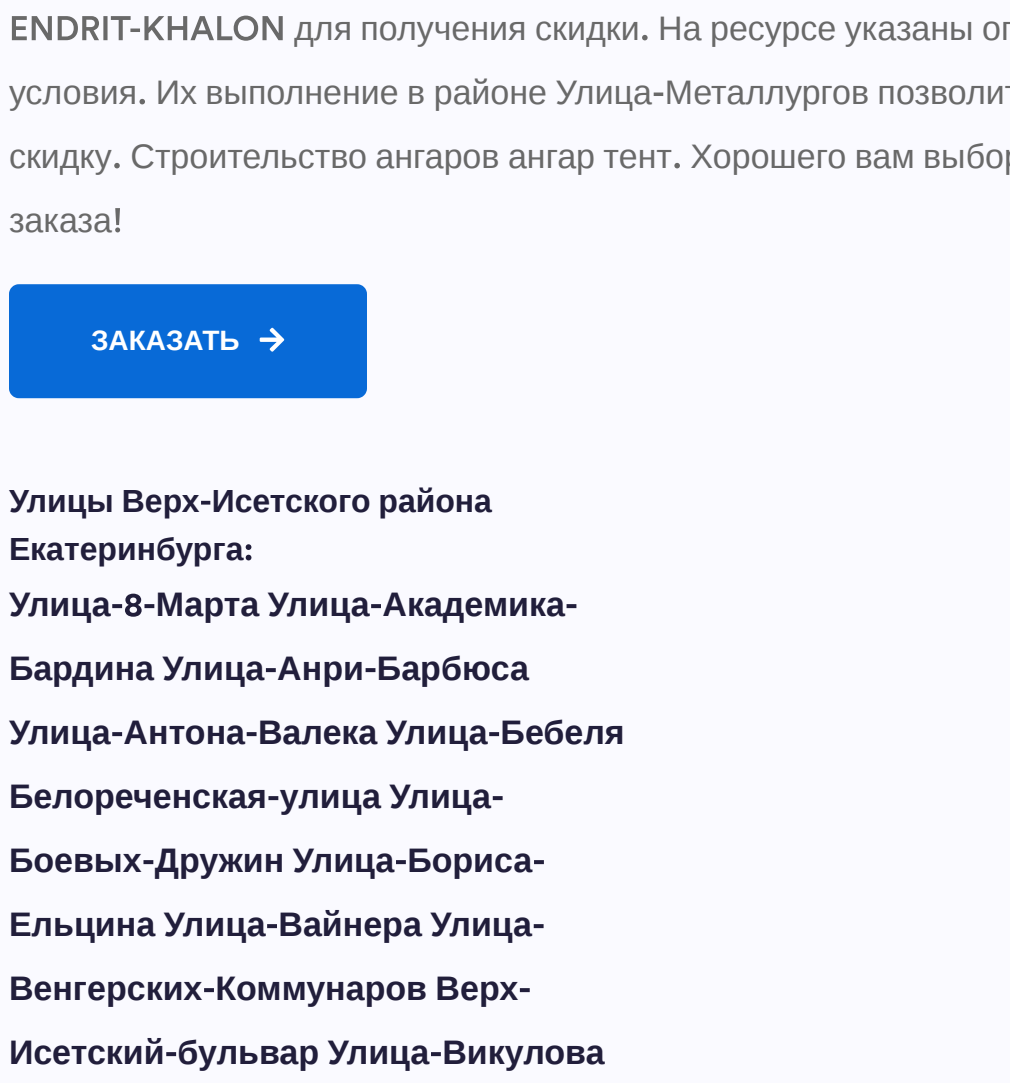 ENDRIT-KHALON для получения скидки. На ресурсе указаны
условия. Их выполнение в районе Улица-Металлургов
скидку. Строительство ангаров ангар тент. Хорошего вам
заказа!
ЗАКАЗАТЬ →
Улицы Верх-Исетского района
Екатеринбурга:
Улица-8-Марта Улица-Академика-
Бардина Улица-Анри-Барбюса
Улица-Антона-Валека Улица-Бебеля
Белореченская-улица Улица-
Боевых-Дружин Улица-Бориса-
Ельцина Улица-Вайнера Улица-
Венгерских-Коммунаров Верх-
Исетский-бульвар Улица-Викулова